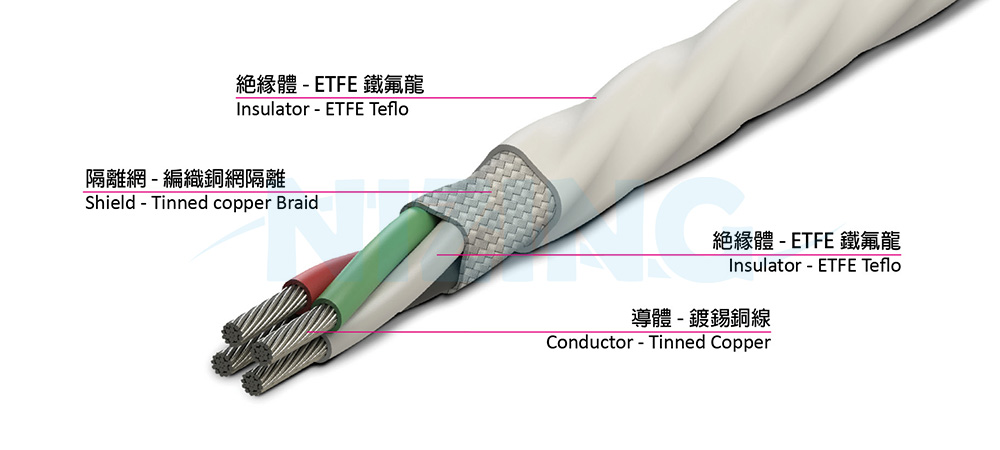 絕緣體 - ETFE 鐵氟龍
Insulator - ETFE Teflo
隔離網 - 編織銅網隔離
Shield - Tinned copper Braid
絕緣體 - ETFE 鐵氟龍
Insulator - ETFE Teflo
導體 - 鍍錫銅線
Conductor - Tinned Copper